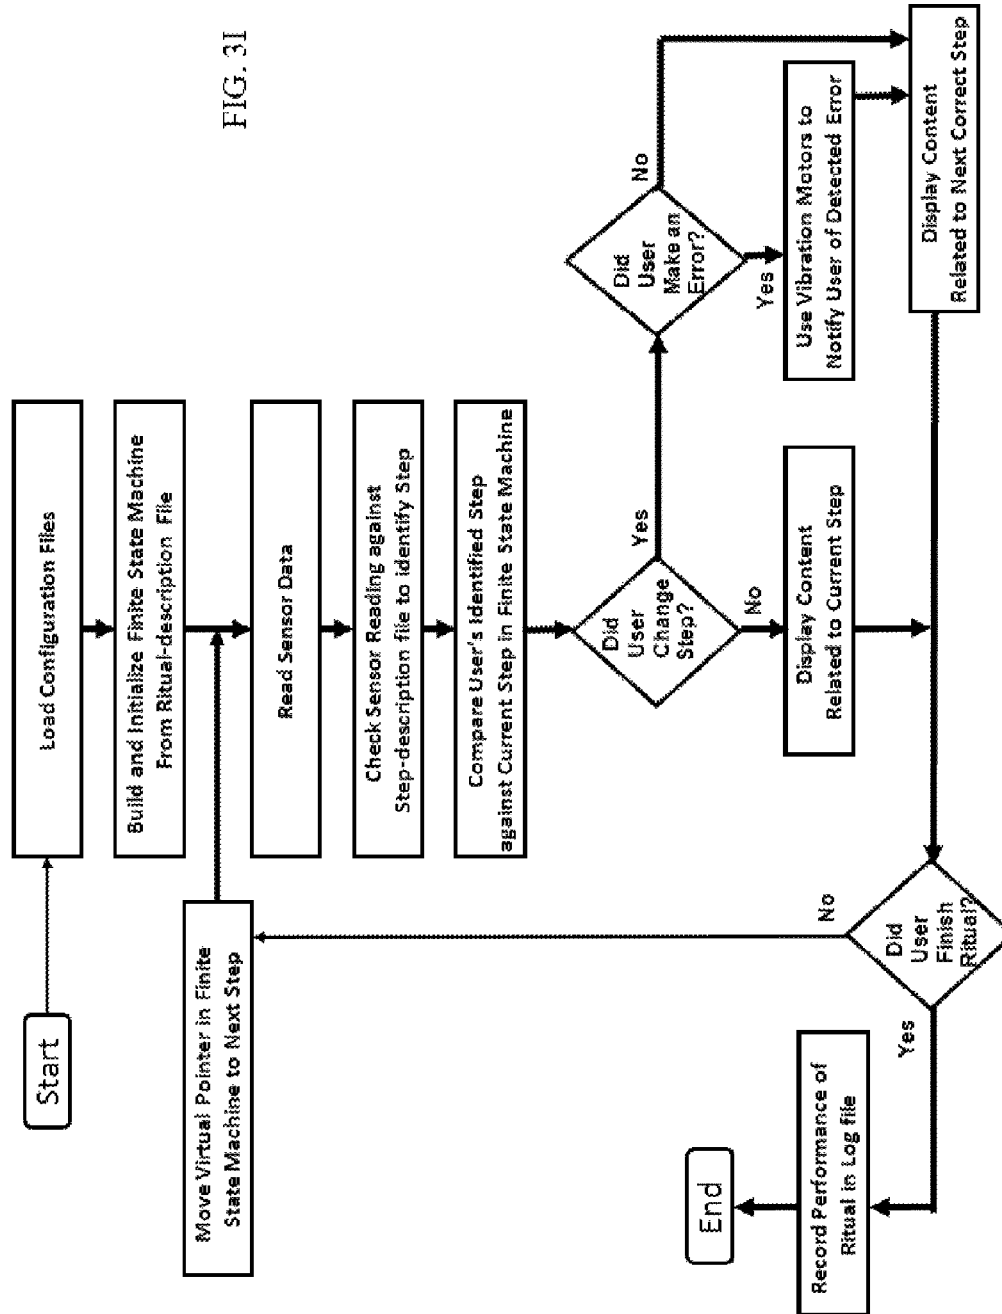 Start
Load Configuration Files
Build and Initialize Finite State Machine
From Ritual-description File
Move Virtual Pointer in Finite
State Machine to Next Step
Read Sensor Data
Check Sensor Reading against
Step-description file to identify Step
Compare User's Identified Step
against Current Step in Finite State Machine
Did
User
Change
Step?
Yes
No
Did
User
Make an
Error?
No
Yes
Use Vibration Motors to
Notify User of Detected Error
Display Content
Related to Current Step
Display Content
Related to Next Correct Step
Did
User
Finish
Ritual?
No
Yes
Record Performance of
Ritual in Log file
End
FIG. 3I